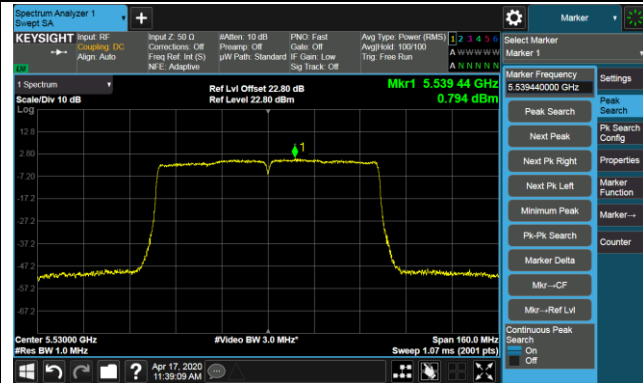 Spectrum Analyzer 1
Swept SA
+
Marker
KEYSIGHT
Input: RF
Coupling: DC
Align: Auto
Input Z: 50 Ω
Corrections: Off
Freq Ref: Int (S)
NFE: Adaptive
#Atten: 10 dB
Preamp: Off
µW Path: Standard
PNO: Fast
Gate: Off
IF Gain: Low
Sig Track: Off
Avg Type: Power (RMS)
Avg|Hold: 100/100
Trig: Free Run
1 2 3 4 5 6
A W W W W W
A N N N N N
Select Marker
Marker 1
1 Spectrum
Scale/Div 10 dB
Log
Ref Lvl Offset 22.80 dB
Ref Level 22.80 dBm
Mkr1 5.539 44 GHz
0.794 dBm
12.8
2.80
-7.20
-17.2
-27.2
-37.2
-47.2
-57.2
-67.2
1
Center 5.53000 GHz
#Res BW 1.0 MHz
#Video BW 3.0 MHz*
Span 160.0 MHz
Sweep 1.07 ms (2001 pts)
Marker Frequency
5.539440000 GHz
Peak Search
Next Peak
Next Pk Right
Next Pk Left
Minimum Peak
Pk-Pk Search
Marker Delta
Mkr→CF
Mkr→Ref Lvl
Continuous Peak
Search
On
Off
Settings
Peak
Search
Pk Search
Config
Properties
Marker
Function
Marker→
Counter
?
Apr 17, 2020
11:39:09 AM